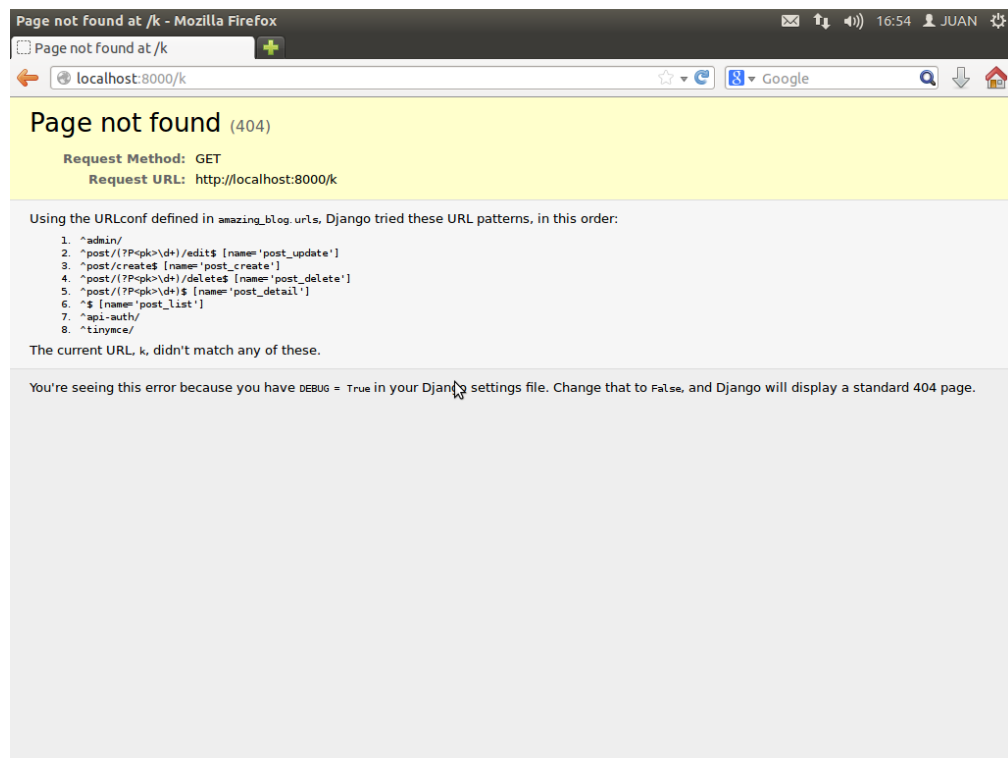 Page not found at /k - Mozilla Firefox 16:54 JUAN
Page not found at /k
localhost:8000/k 8 Google
Page not found (404)
Request Method: GET
Request URL: http://localhost:8000/k
Using the URLconf defined in amazing_blog.urls, Django tried these URL patterns, in this order:
1. ^admin/
2. ^post/(?P<pk>\d+)/edit$ [name='post_update']
3. ^post/create$ [name='post_create']
4. ^post/(?P<pk>\d+)/delete$ [name='post_delete']
5. ^post/(?P<pk>\d+)$ [name='post_detail']
6. ^$ [name='post_list']
7. ^api-auth/
8. ^tinymce/
The current URL, k, didn't match any of these.
You're seeing this error because you have DEBUG = True in your Django settings file. Change that to False, and Django will display a standard 404 page.